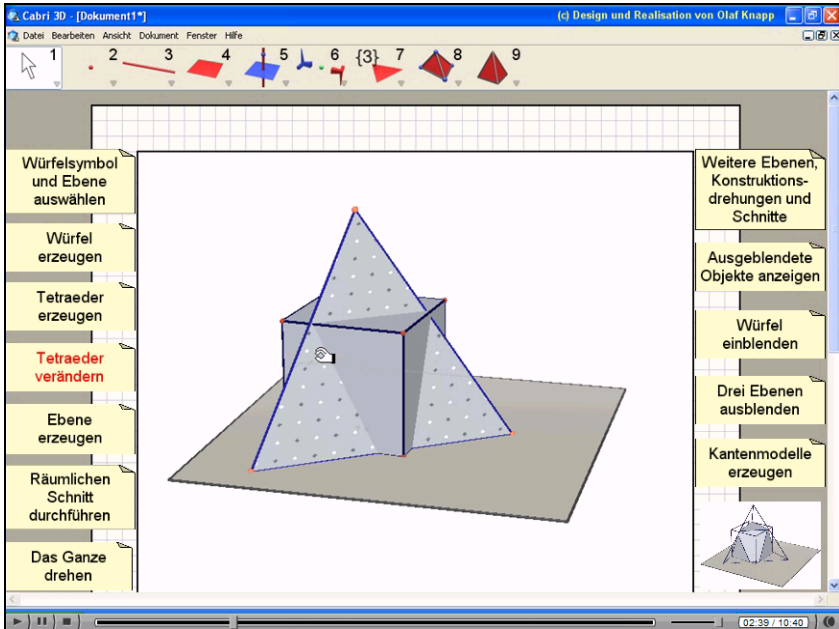 Cabri 3D - [Dokument1*]
(c) Design und Realisation von Olaf Knapp
Datei Bearbeiten Ansicht Dokument Fenster Hilfe
1 2 3 4 5 6 {3} 7 8 9
Würfelsymbol
und Ebene
auswählen
Würfel
erzeugen
Tetraeder
erzeugen
Tetraeder
verändern
Ebene
erzeugen
Räumlichen
Schnitt
durchführen
Das Ganze
drehen
Weitere Ebenen,
Konstruktions-
drehungen und
Schnitte
Ausgeblendete
Objekte anzeigen
Würfel
einblenden
Drei Ebenen
ausblenden
Kantenmodelle
erzeugen
02:39 / 10:40